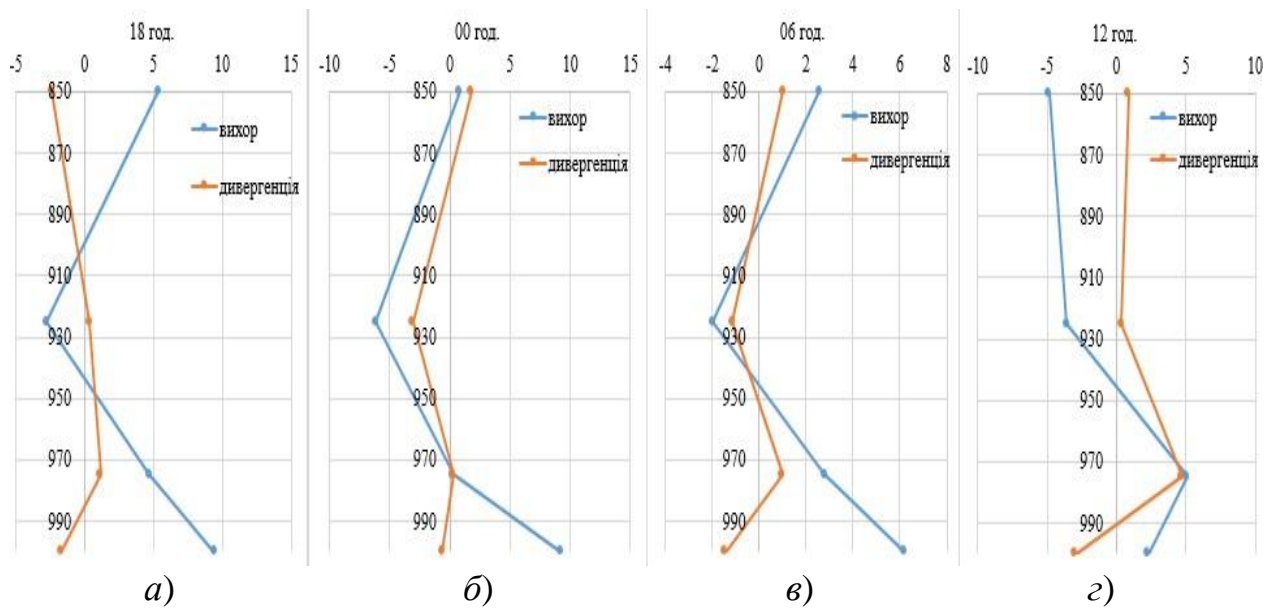 18 год.
-5 0 5 10 15
850
870
890
910
930
950
970
990
вихор
дивергенція
а)
00 год.
-10 -5 0 5 10 15
850
870
890
910
930
950
970
990
вихор
дивергенція
б)
06 год.
-4 -2 0 2 4 6 8
850
870
890
910
930
950
970
990
вихор
дивергенція
в)
12 год.
-10 -5 0 5 10
850
870
890
910
930
950
970
990
вихор
дивергенція
г)